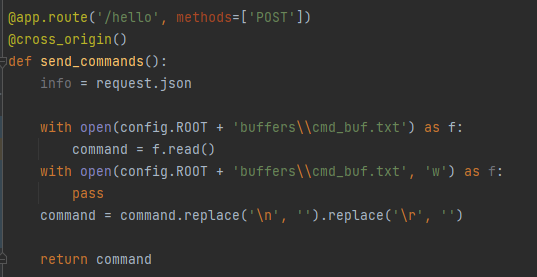 @app.route('/hello', methods=['POST'])
@cross_origin()
def send_commands():
    info = request.json

    with open(config.ROOT + 'buffers\\cmd_buf.txt') as f:
        command = f.read()
    with open(config.ROOT + 'buffers\\cmd_buf.txt', 'w') as f:
        pass
    command = command.replace('\n', '').replace('\r', '')

    return command